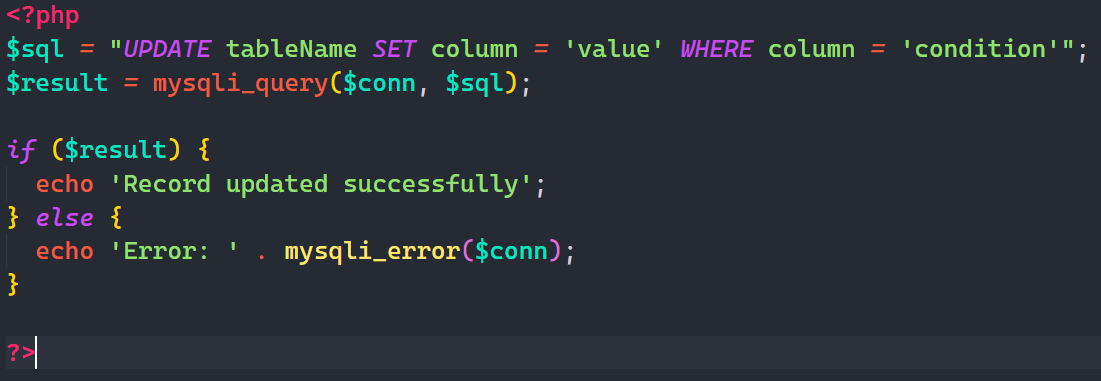 <?php
$sql = "UPDATE tableName SET column = 'value' WHERE column = 'condition'";
$result = mysqli_query($conn, $sql);
if ($result) {
echo 'Record updated successfully';
} else {
echo 'Error: ' . mysqli_error($conn);
}
?>